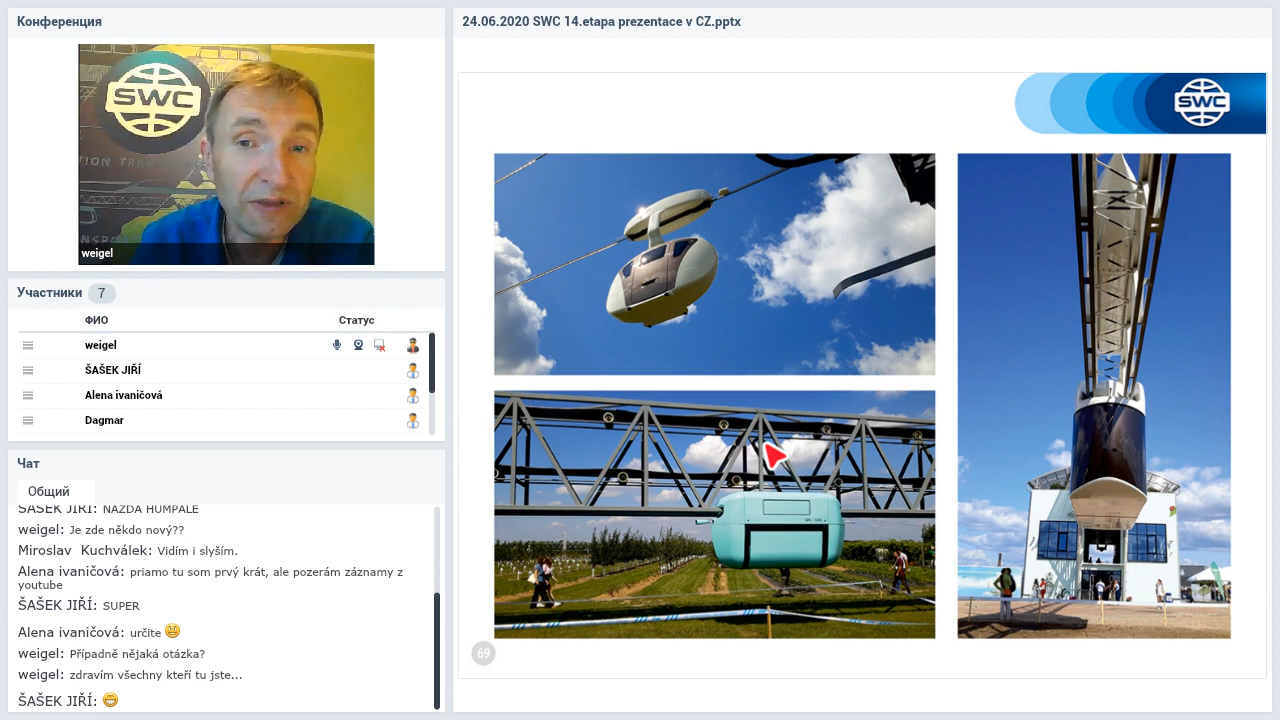 Конференция
SWC
TION TRA
NSPO
weigel
Участники 7
ФИО Статус
weigel
ŠAŠEK JIŘÍ
Alena ivaničová
Dagmar
Чат
Общий
ŠAŠEK JIŘÍ: NAZDA HUMPALE
weigel: Je zde někdo nový??
Miroslav Kuchválek: Vidím i slyším.
Alena ivaničová: priamo tu som prvý krát, ale pozerám záznamy z
youtube
ŠAŠEK JIŘÍ: SUPER
Alena ivaničová: určite
weigel: Případně nějaká otázka?
weigel: zdravím všechny kteří tu jste...
ŠAŠEK JIŘÍ:
24.06.2020 SWC 14.etapa prezentace v CZ.pptx
SWC
69